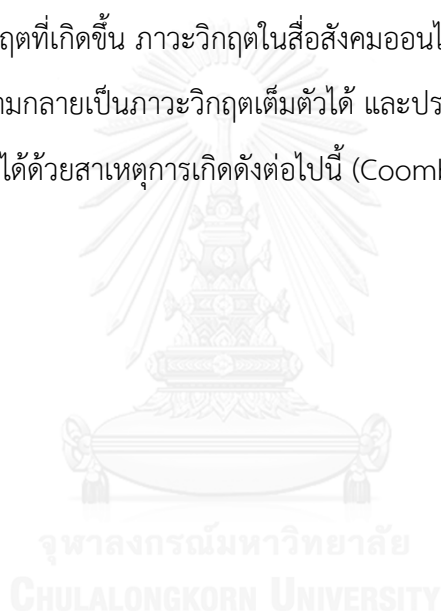 ฤตที่เกิดขึ้น ภาวะวิกฤตในสื่อสังคมออนไ
ามกลายเป็นภาวะวิกฤตเต็มตัวได้ และปร
ได้ด้วยสาเหตุการเกิดดังต่อไปนี้ (Coom
จุฬาลงกรณ์มหาวิทยาลัย
CHULALONGKORN UNIVERSITY